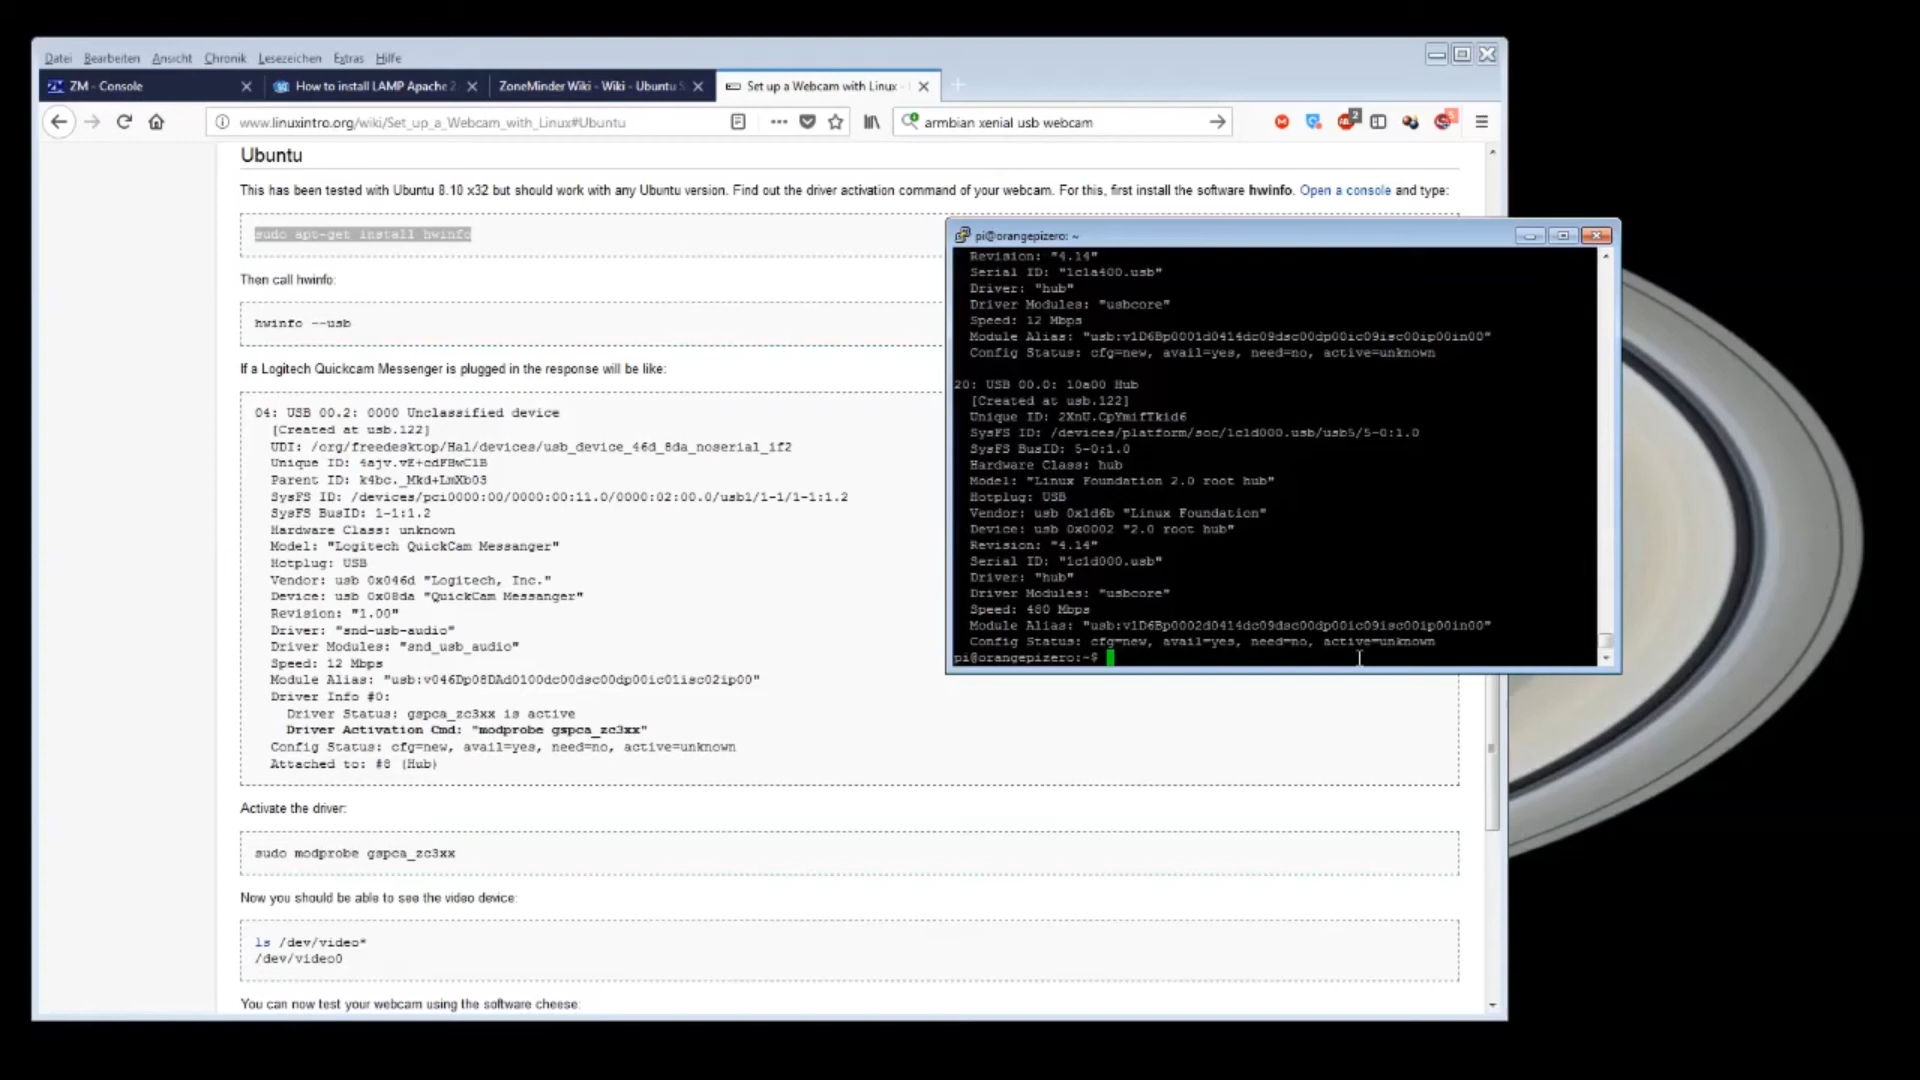 Datei Bearbeiten Ansicht Chronik Lesezeichen Extras Hilfe
ZM - Console
How to install LAMP Apache 2
ZoneMinder Wiki - Wiki - Ubuntu S
Set up a Webcam with Linux -
www.linuxintro.org/wiki/Set_up_a_Webcam_with_Linux#Ubuntu
armbian xenial usb webcam
2
Ubuntu
This has been tested with Ubuntu 8.10 x32 but should work with any Ubuntu version. Find out the driver activation command of your webcam. For this, first install the software hwinfo. Open a console and type:
sudo apt-get install hwinfo
Then call hwinfo:
hwinfo --usb
If a Logitech Quickcam Messenger is plugged in the response will be like:
04: USB 00.2: 0000 Unclassified device
[Created at usb.122]
UDI: /org/freedesktop/Hal/devices/usb_device_46d_8da_noserial_if2
Unique ID: 4ajv.vE+cdFBwClB
Parent ID: k4bc._Mkd+LmXb03
SysFS ID: /devices/pci0000:00/0000:00:11.0/0000:02:00.0/usb1/1-1/1-1:1.2
SysFS BusID: 1-1:1.2
Hardware Class: unknown
Model: "Logitech QuickCam Messanger"
Hotplug: USB
Vendor: usb 0x046d "Logitech, Inc."
Device: usb 0x08da "QuickCam Messanger"
Revision: "1.00"
Driver: "snd-usb-audio"
Driver Modules: "snd_usb_audio"
Speed: 12 Mbps
Module Alias: "usb:v046Dp08DAd0100dc00dsc00dp00ic01isc02ip00"
Driver Info #0:
Driver Status: gspca_zc3xx is active
Driver Activation Cmd: "modprobe gspca_zc3xx"
Config Status: cfg=new, avail=yes, need=no, active=unknown
Attached to: #8 (Hub)
Activate the driver:
sudo modprobe gspca_zc3xx
Now you should be able to see the video device:
ls /dev/video*
/dev/video0
You can now test your webcam using the software cheese:
pi@orangepizero: ~
Revision: "4.14"
Serial ID: "1c1a400.usb"
Driver: "hub"
Driver Modules: "usbcore"
Speed: 12 Mbps
Module Alias: "usb:v1D6Bp0001d0414dc09dsc00dp00ic09isc00ip00in00"
Config Status: cfg=new, avail=yes, need=no, active=unknown
20: USB 00.0: 10a00 Hub
[Created at usb.122]
Unique ID: 2XnU.CpYmifTkid6
SysFS ID: /devices/platform/soc/1c1d000.usb/usb5/5-0:1.0
SysFS BusID: 5-0:1.0
Hardware Class: hub
Model: "Linux Foundation 2.0 root hub"
Hotplug: USB
Vendor: usb 0x1d6b "Linux Foundation"
Device: usb 0x0002 "2.0 root hub"
Revision: "4.14"
Serial ID: "1c1d000.usb"
Driver: "hub"
Driver Modules: "usbcore"
Speed: 480 Mbps
Module Alias: "usb:v1D6Bp0002d0414dc09dsc00dp00ic09isc00ip00in00"
Config Status: cfg=new, avail=yes, need=no, active=unknown
pi@orangepizero:~$